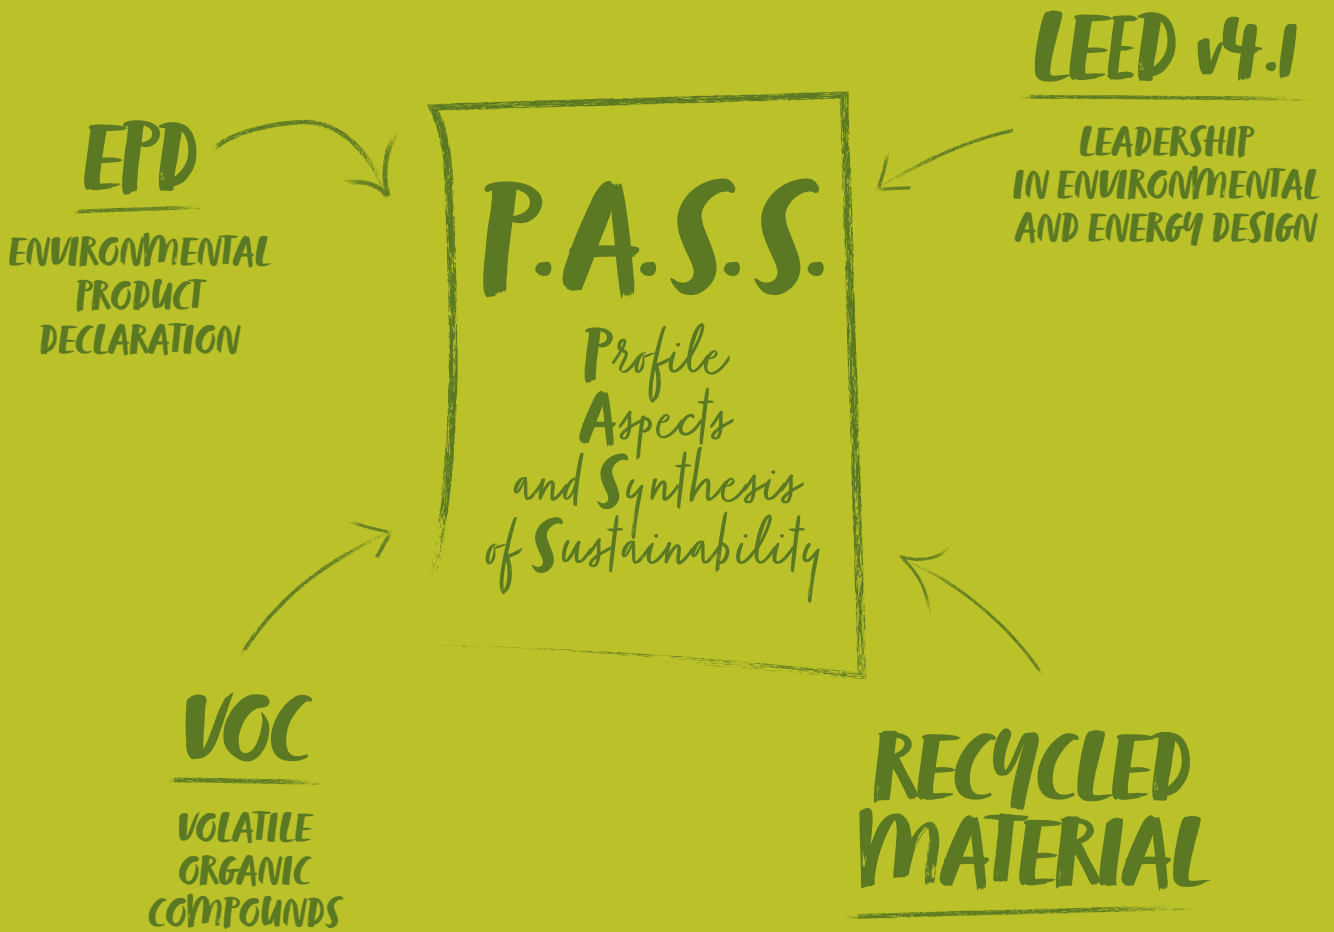 LEED v4.1
LEADERSHIP
IN ENVIRONMENTAL
AND ENERGY DESIGN
EPD
ENVIRONMENTAL
PRODUCT
DECLARATION
P.A.S.S.
Profile
Aspects
and Synthesis
of Sustainability
VOC
VOLATILE
ORGANIC
COMPOUNDS
RECYCLED
MATERIAL